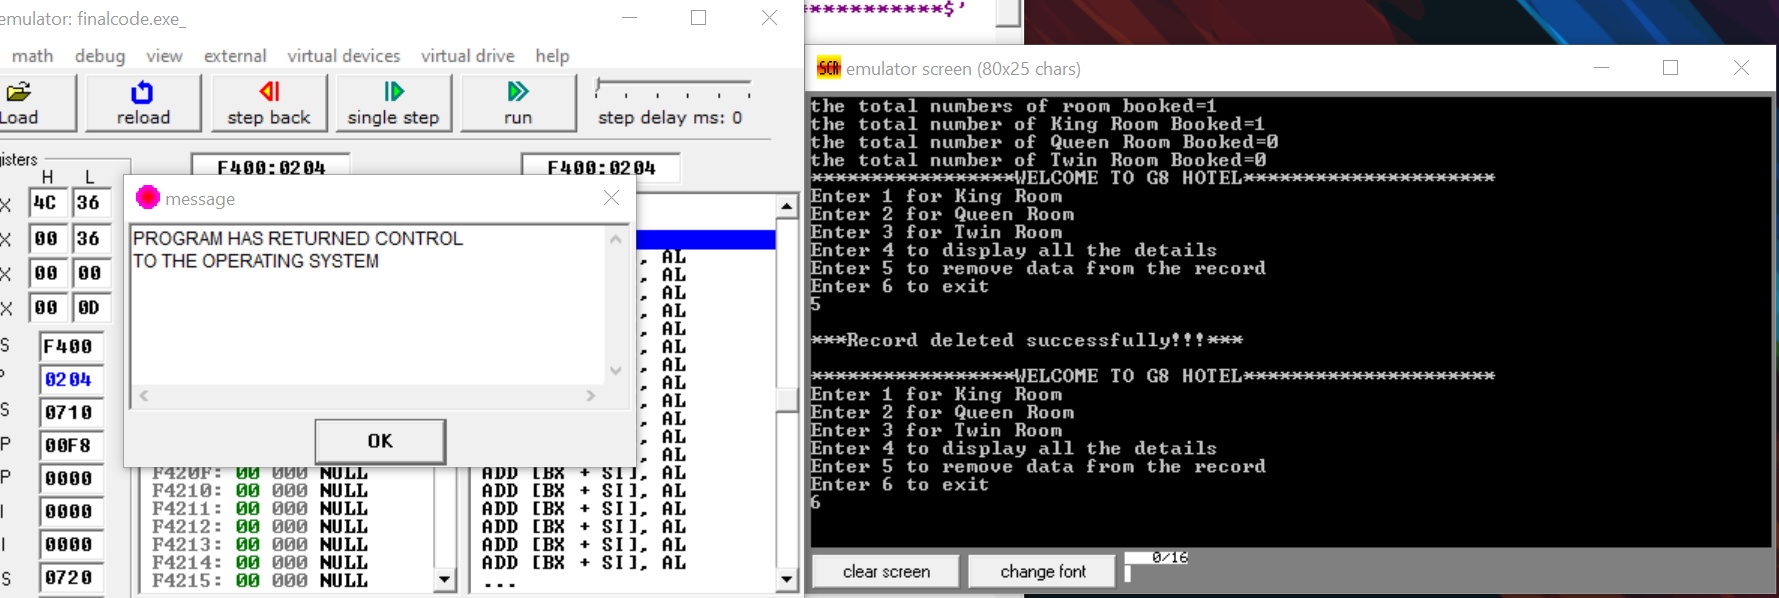 **********$'
emulator: finalcode.exe_
math debug view external virtual devices virtual drive help
Load reload step back single step run step delay ms: 0
isters
F400:0204 F400:0204
H L
X 4C 36
X 00 36
X 00 00
X 00 0D
S F400
P 0204
S 0710
P 00F8
P 0000
I 0000
I 0000
S 0720
message
PROGRAM HAS RETURNED CONTROL
TO THE OPERATING SYSTEM
OK
, AL
, AL
, AL
, AL
, AL
, AL
, AL
, AL
, AL
, AL
, AL
, AL
F420F: 00 000 NULL ADD [BX + SI], AL
F4210: 00 000 NULL ADD [BX + SI], AL
F4211: 00 000 NULL ADD [BX + SI], AL
F4212: 00 000 NULL ADD [BX + SI], AL
F4213: 00 000 NULL ADD [BX + SI], AL
F4214: 00 000 NULL ADD [BX + SI], AL
F4215: 00 000 NULL ...
SCR emulator screen (80x25 chars)
the total numbers of room booked=1
the total number of King Room Booked=1
the total number of Queen Room Booked=0
the total number of Twin Room Booked=0
*****************WELCOME TO G8 HOTEL*********************
Enter 1 for King Room
Enter 2 for Queen Room
Enter 3 for Twin Room
Enter 4 to display all the details
Enter 5 to remove data from the record
Enter 6 to exit
5
***Record deleted successfully!!!***
*****************WELCOME TO G8 HOTEL*********************
Enter 1 for King Room
Enter 2 for Queen Room
Enter 3 for Twin Room
Enter 4 to display all the details
Enter 5 to remove data from the record
Enter 6 to exit
6
clear screen change font 0/16